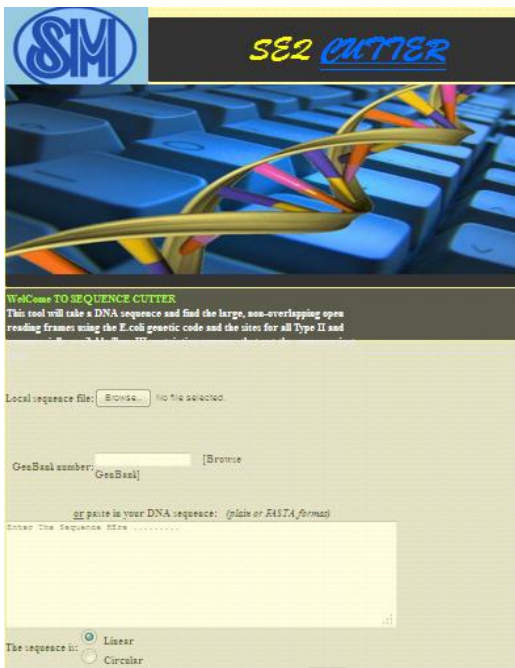 SM
SE2 CUTTER
WelCome TO SEQUENCE CUTTER
This tool will take a DNA sequence and find the large, non-overlapping open
reading frames using the E.coli genetic code and the sites for all Type II and
Local sequence file: Browse... No file selected.
GenBank number: [Browse
GenBank]
or paste in your DNA sequence: (plain or FASTA format)
Enter The Sequence HEre .........
The sequence is: Linear
Circular